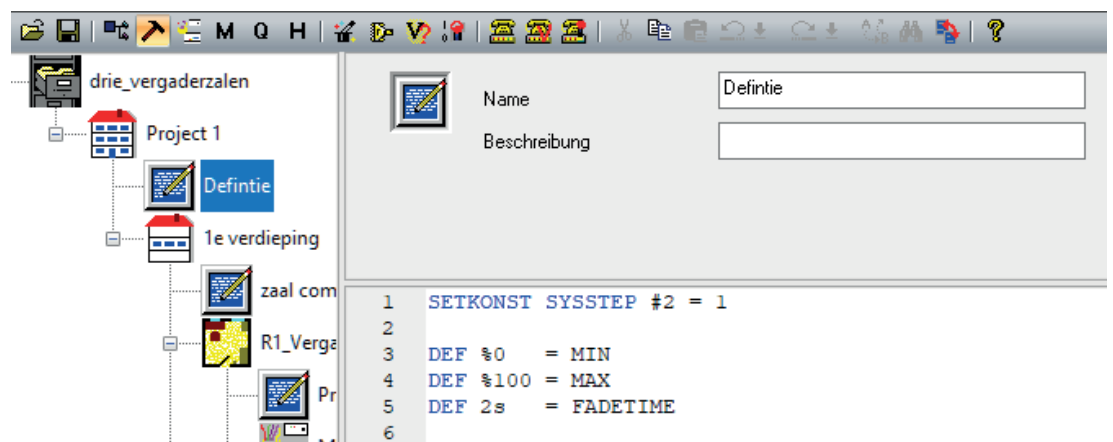 M Q H
drie_vergaderzalen
Project 1
Defintie
1e verdieping
zaal com
R1_Verga
Pr
Name
Defintie
Beschreibung
1 SETKONST SYSSTEP #2 = 1
2
3 DEF %0 = MIN
4 DEF %100 = MAX
5 DEF 2s = FADETIME
6